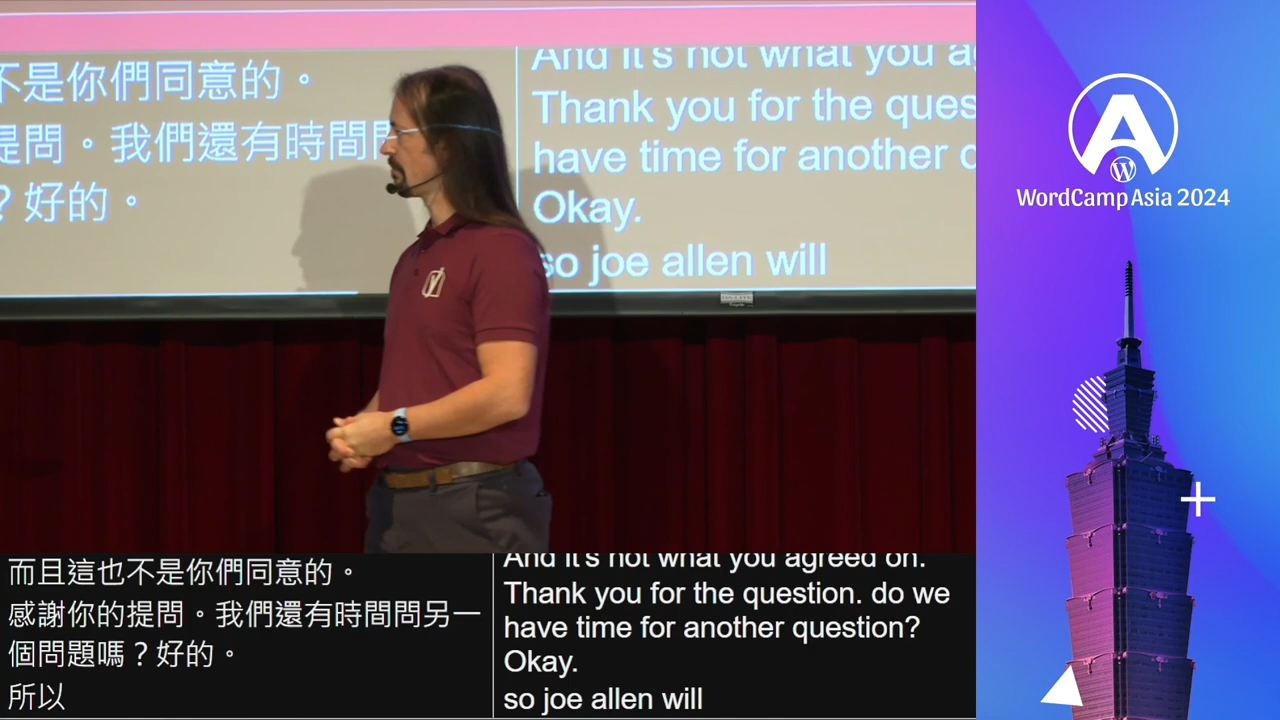 不是你們同意的。
提問。我們還有時間
？好的。
And it's not what you
Thank you for the ques
have time for another
Okay.
so joe allen will
而且這也不是你們同意的。
感謝你的提問。我們還有時間問另一
個問題嗎？好的。
所以
And it's not what you agreed on.
Thank you for the question. do we
have time for another question?
Okay.
so joe allen will
WordCamp Asia 2024